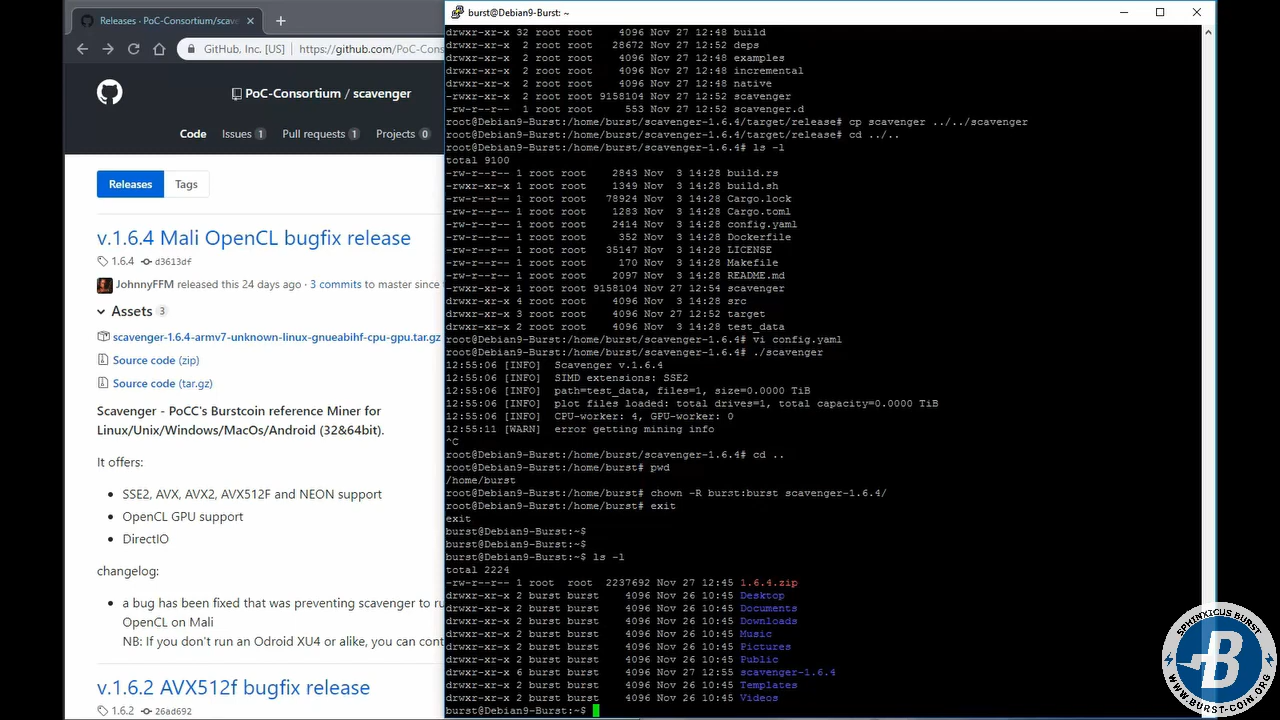 Releases · PoC-Consortium/scave
GitHub, Inc. [US]
https://github.com/PoC-Cons
PoC-Consortium / scavenger
Code
Issues 1
Pull requests 1
Projects 0
Releases
Tags
v.1.6.4 Mali OpenCL bugfix release
1.6.4
d3613df
JohnnyFFM released this 24 days ago · 3 commits to master since
Assets 3
scavenger-1.6.4-armv7-unknown-linux-gnueabihf-cpu-gpu.tar.gz
Source code (zip)
Source code (tar.gz)
Scavenger - PoCC's Burstcoin reference Miner for
Linux/Unix/Windows/MacOs/Android (32&64bit).
It offers:
SSE2, AVX, AVX2, AVX512F and NEON support
OpenCL GPU support
DirectIO
changelog:
a bug has been fixed that was preventing scavenger to ru
OpenCL on Mali
NB: If you don't run an Odroid XU4 or alike, you can cont
v.1.6.2 AVX512f bugfix release
1.6.2
26ad692
burst@Debian9-Burst: ~
drwxr-xr-x 32 root root 4096 Nov 27 12:48 build
drwxr-xr-x 2 root root 28672 Nov 27 12:52 deps
drwxr-xr-x 2 root root 4096 Nov 27 12:48 examples
drwxr-xr-x 2 root root 4096 Nov 27 12:48 incremental
drwxr-xr-x 2 root root 4096 Nov 27 12:48 native
-rwxr-xr-x 2 root root 9158104 Nov 27 12:52 scavenger
-rw-r--r-- 1 root root 553 Nov 27 12:52 scavenger.d
root@Debian9-Burst:/home/burst/scavenger-1.6.4/target/release# cp scavenger ../../scavenger
root@Debian9-Burst:/home/burst/scavenger-1.6.4/target/release# cd ../..
root@Debian9-Burst:/home/burst/scavenger-1.6.4# ls -l
total 9100
-rw-r--r-- 1 root root 2843 Nov 3 14:28 build.rs
-rwxr-xr-x 1 root root 1349 Nov 3 14:28 build.sh
-rw-r--r-- 1 root root 78924 Nov 3 14:28 Cargo.lock
-rw-r--r-- 1 root root 1283 Nov 3 14:28 Cargo.toml
-rw-r--r-- 1 root root 2414 Nov 3 14:28 config.yaml
-rw-r--r-- 1 root root 352 Nov 3 14:28 Dockerfile
-rw-r--r-- 1 root root 35147 Nov 3 14:28 LICENSE
-rw-r--r-- 1 root root 170 Nov 3 14:28 Makefile
-rw-r--r-- 1 root root 2097 Nov 3 14:28 README.md
-rwxr-xr-x 1 root root 9158104 Nov 27 12:54 scavenger
drwxr-xr-x 4 root root 4096 Nov 3 14:28 src
drwxr-xr-x 3 root root 4096 Nov 27 12:52 target
drwxr-xr-x 2 root root 4096 Nov 3 14:28 test_data
root@Debian9-Burst:/home/burst/scavenger-1.6.4# vi config.yaml
root@Debian9-Burst:/home/burst/scavenger-1.6.4# ./scavenger
12:55:06 [INFO] Scavenger v.1.6.4
12:55:06 [INFO] SIMD extensions: SSE2
12:55:06 [INFO] path=test_data, files=1, size=0.0000 TiB
12:55:06 [INFO] plot files loaded: total drives=1, total capacity=0.0000 TiB
12:55:06 [INFO] CPU-worker: 4, GPU-worker: 0
12:55:11 [WARN] error getting mining info
^C
root@Debian9-Burst:/home/burst/scavenger-1.6.4# cd ..
root@Debian9-Burst:/home/burst# pwd
/home/burst
root@Debian9-Burst:/home/burst# chown -R burst:burst scavenger-1.6.4/
root@Debian9-Burst:/home/burst# exit
exit
burst@Debian9-Burst:~$
burst@Debian9-Burst:~$
burst@Debian9-Burst:~$ ls -l
total 2224
-rw-r--r-- 1 root root 2237692 Nov 27 12:45 1.6.4.zip
drwxr-xr-x 2 burst burst 4096 Nov 26 10:45 Desktop
drwxr-xr-x 2 burst burst 4096 Nov 26 10:45 Documents
drwxr-xr-x 2 burst burst 4096 Nov 26 10:45 Downloads
drwxr-xr-x 2 burst burst 4096 Nov 26 10:45 Music
drwxr-xr-x 2 burst burst 4096 Nov 26 10:45 Pictures
drwxr-xr-x 2 burst burst 4096 Nov 26 10:45 Public
drwxr-xr-x 6 burst burst 4096 Nov 27 12:55 scavenger-1.6.4
drwxr-xr-x 2 burst burst 4096 Nov 26 10:45 Templates
drwxr-xr-x 2 burst burst 4096 Nov 26 10:45 Videos
burst@Debian9-Burst:~$
SPHINXICUS BURST
WWW.BURST-COIN.ORG